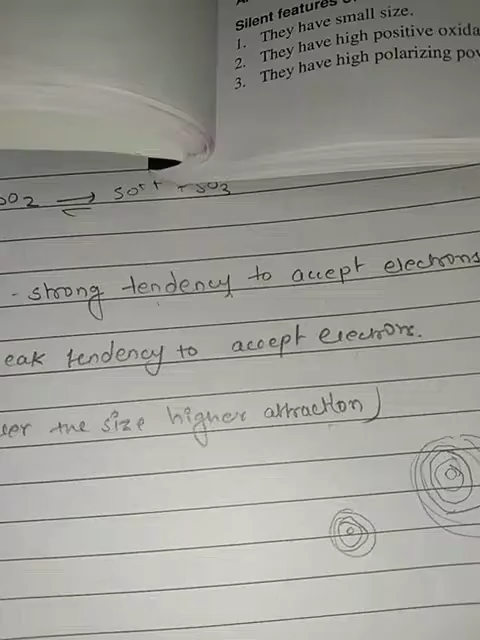 Silent features
1. They have small size.
2. They have high positive oxida
3. They have high polarizing pov
SO2 ⇌ SO++ + SO3
- strong tendency to accept electrons
eak tendency to accept electrons.
er the size higher attraction)